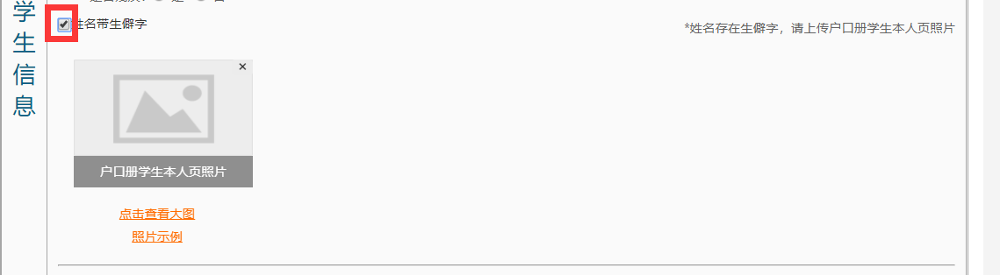 学生信息
姓名带生僻字
*姓名存在生僻字，请上传户口册学生本人页照片
户口册学生本人页照片
点击查看大图
照片示例